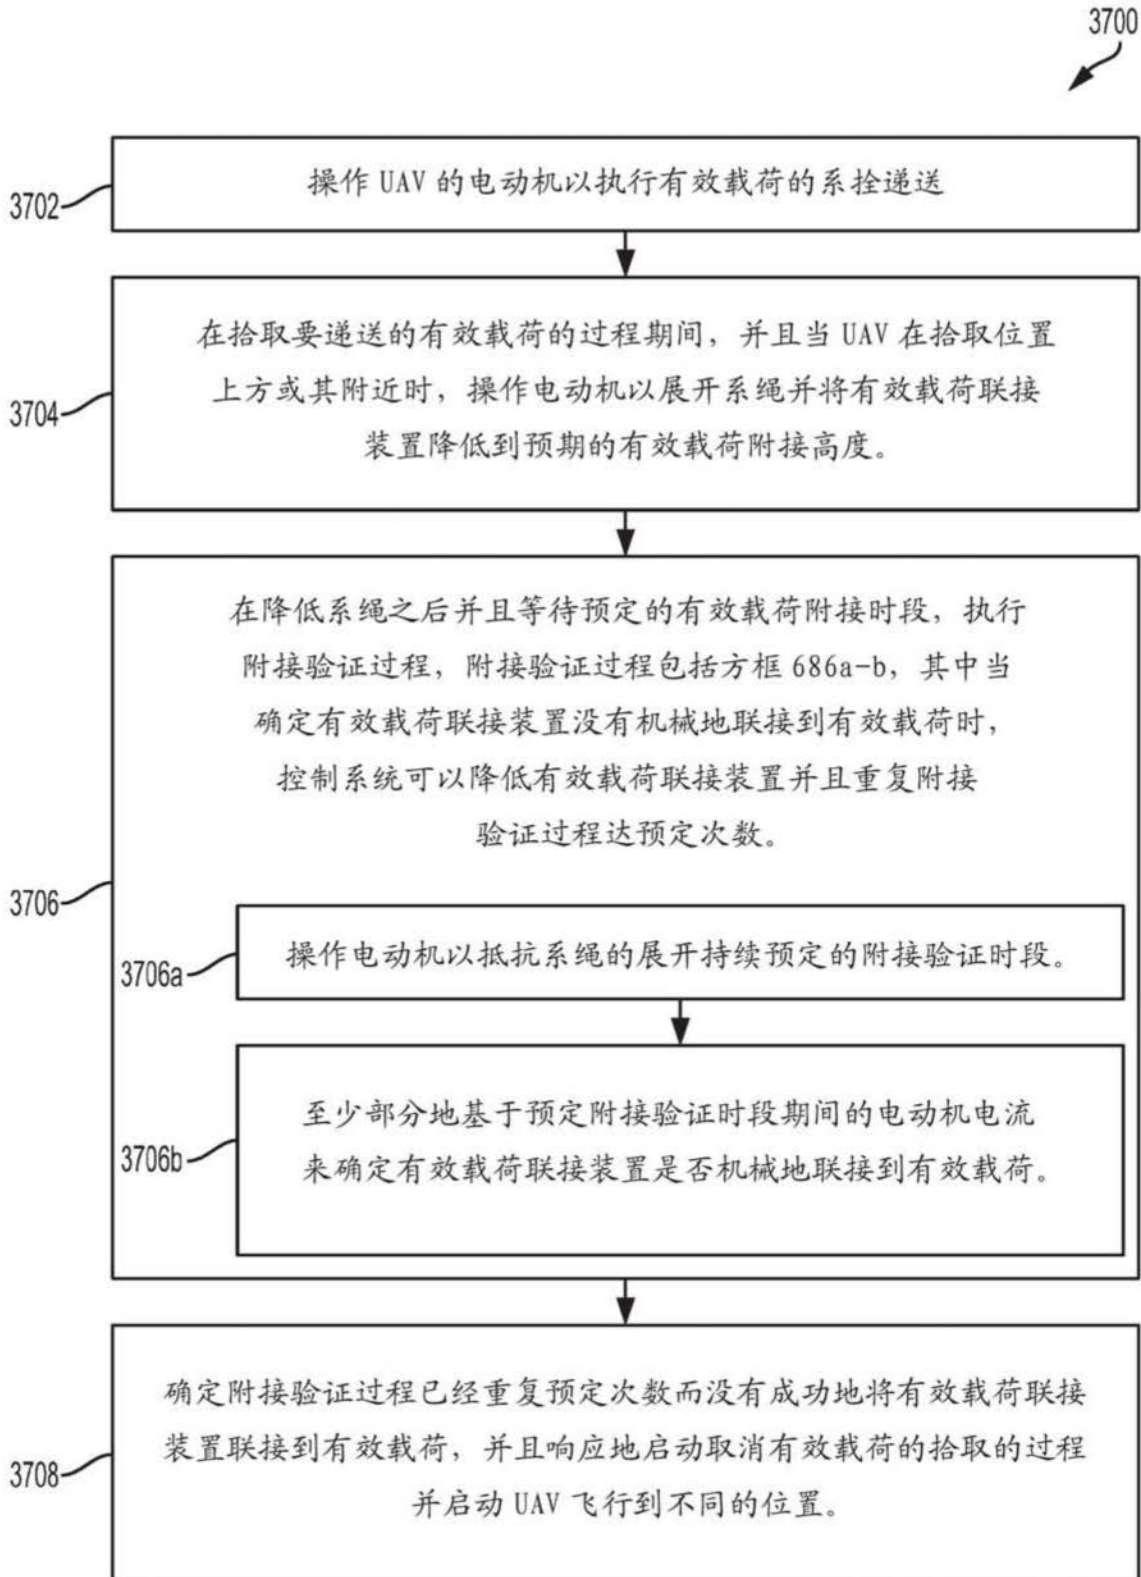 3700
3702
操作 UAV 的电动机以执行有效载荷的系拴递送
3704
在拾取要递送的有效载荷的过程期间，并且当 UAV 在拾取位置
上方或其附近时，操作电动机以展开系绳并将有效载荷联接
装置降低到预期的有效载荷附接高度。
3706
在降低系绳之后并且等待预定的有效载荷附接时段，执行
附接验证过程，附接验证过程包括方框 686a-b，其中当
确定有效载荷联接装置没有机械地联接到有效载荷时，
控制系统可以降低有效载荷联接装置并且重复附接
验证过程达预定次数。
3706a
操作电动机以抵抗系绳的展开持续预定的附接验证时段。
3706b
至少部分地基于预定附接验证时段期间的电动机电流
来确定有效载荷联接装置是否机械地联接到有效载荷。
3708
确定附接验证过程已经重复预定次数而没有成功地将有效载荷联接
装置联接到有效载荷，并且响应地启动取消有效载荷的拾取的过程
并启动 UAV 飞行到不同的位置。